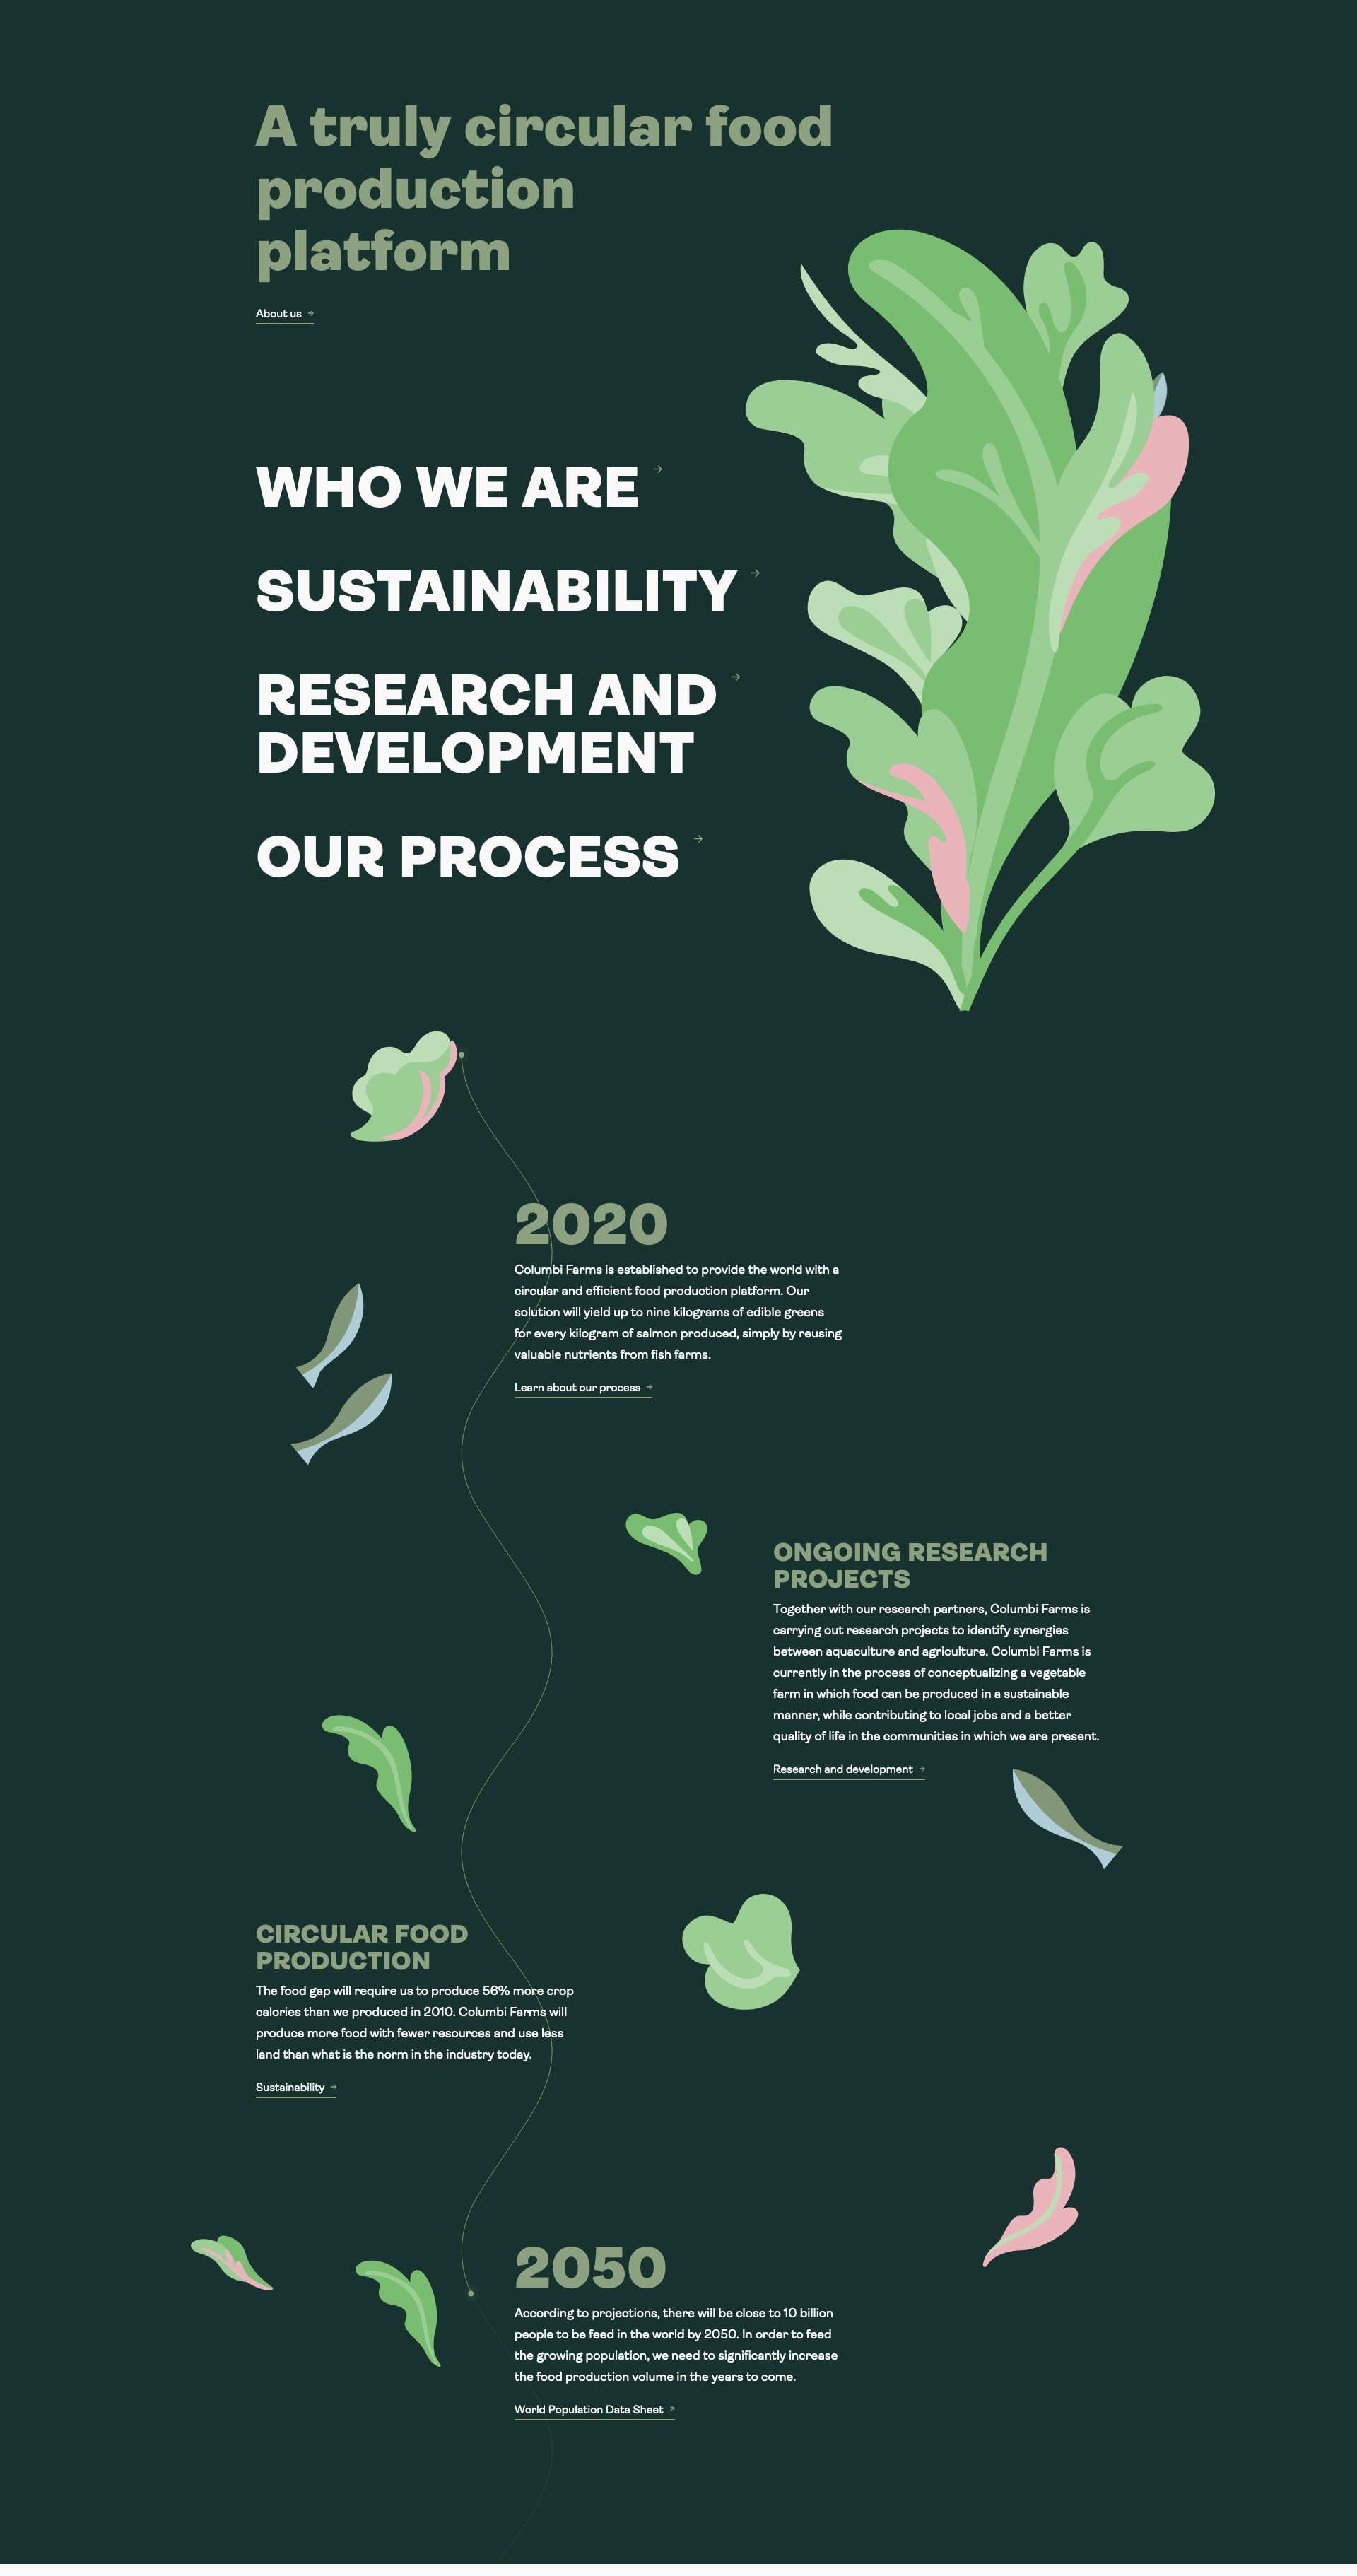 A truly circular food
production
platform
About us →
WHO WE ARE →
SUSTAINABILITY →
RESEARCH AND →
DEVELOPMENT
OUR PROCESS →
2020
Columbi Farms is established to provide the world with a
circular and efficient food production platform. Our
solution will yield up to nine kilograms of edible greens
for every kilogram of salmon produced, simply by reusing
valuable nutrients from fish farms.
Learn about our process →
ONGOING RESEARCH
PROJECTS
Together with our research partners, Columbi Farms is
carrying out research projects to identify synergies
between aquaculture and agriculture. Columbi Farms is
currently in the process of conceptualizing a vegetable
farm in which food can be produced in a sustainable
manner, while contributing to local jobs and a better
quality of life in the communities in which we are present.
Research and development →
CIRCULAR FOOD
PRODUCTION
The food gap will require us to produce 56% more crop
calories than we produced in 2010. Columbi Farms will
produce more food with fewer resources and use less
land than what is the norm in the industry today.
Sustainability →
2050
According to projections, there will be close to 10 billion
people to be feed in the world by 2050. In order to feed
the growing population, we need to significantly increase
the food production volume in the years to come.
World Population Data Sheet ↗